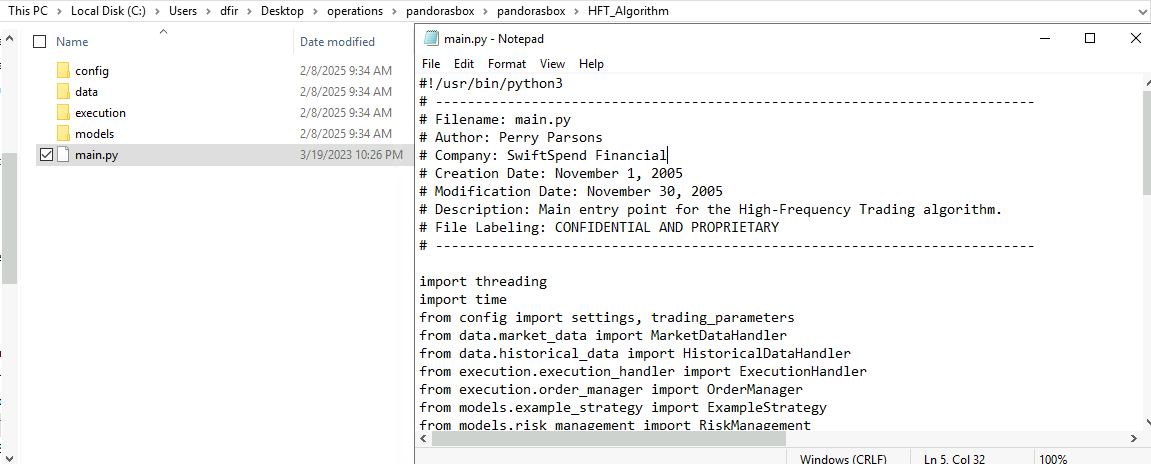 This PC > Local Disk (C:) > Users > dfir > Desktop > operations > pandorasbox > pandorasbox > HFT_Algorithm
Name Date modified
config 2/8/2025 9:34 AM
data 2/8/2025 9:34 AM
execution 2/8/2025 9:34 AM
models 2/8/2025 9:34 AM
main.py 3/19/2023 10:26 PM
main.py - Notepad
File Edit Format View Help
#!/usr/bin/python3
# --------------------------------------------------------------------------
# Filename: main.py
# Author: Perry Parsons
# Company: SwiftSpend Financial
# Creation Date: November 1, 2005
# Modification Date: November 30, 2005
# Description: Main entry point for the High-Frequency Trading algorithm.
# File Labeling: CONFIDENTIAL AND PROPRIETARY
# --------------------------------------------------------------------------
import threading
import time
from config import settings, trading_parameters
from data.market_data import MarketDataHandler
from data.historical_data import HistoricalDataHandler
from execution.execution_handler import ExecutionHandler
from execution.order_manager import OrderManager
from models.example_strategy import ExampleStrategy
from models.risk_management import RiskManagement
Windows (CRLF) Ln 5, Col 32 100%